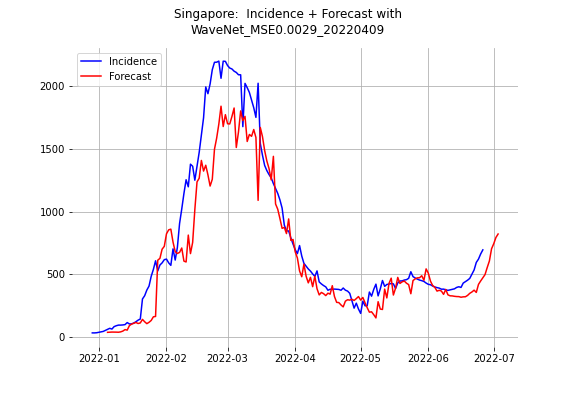 Singapore:  Incidence + Forecast with
WaveNet_MSE0.0029_20220409
Incidence
Forecast
2000
1500
1000
500
0
2022-01 2022-02 2022-03 2022-04 2022-05 2022-06 2022-07